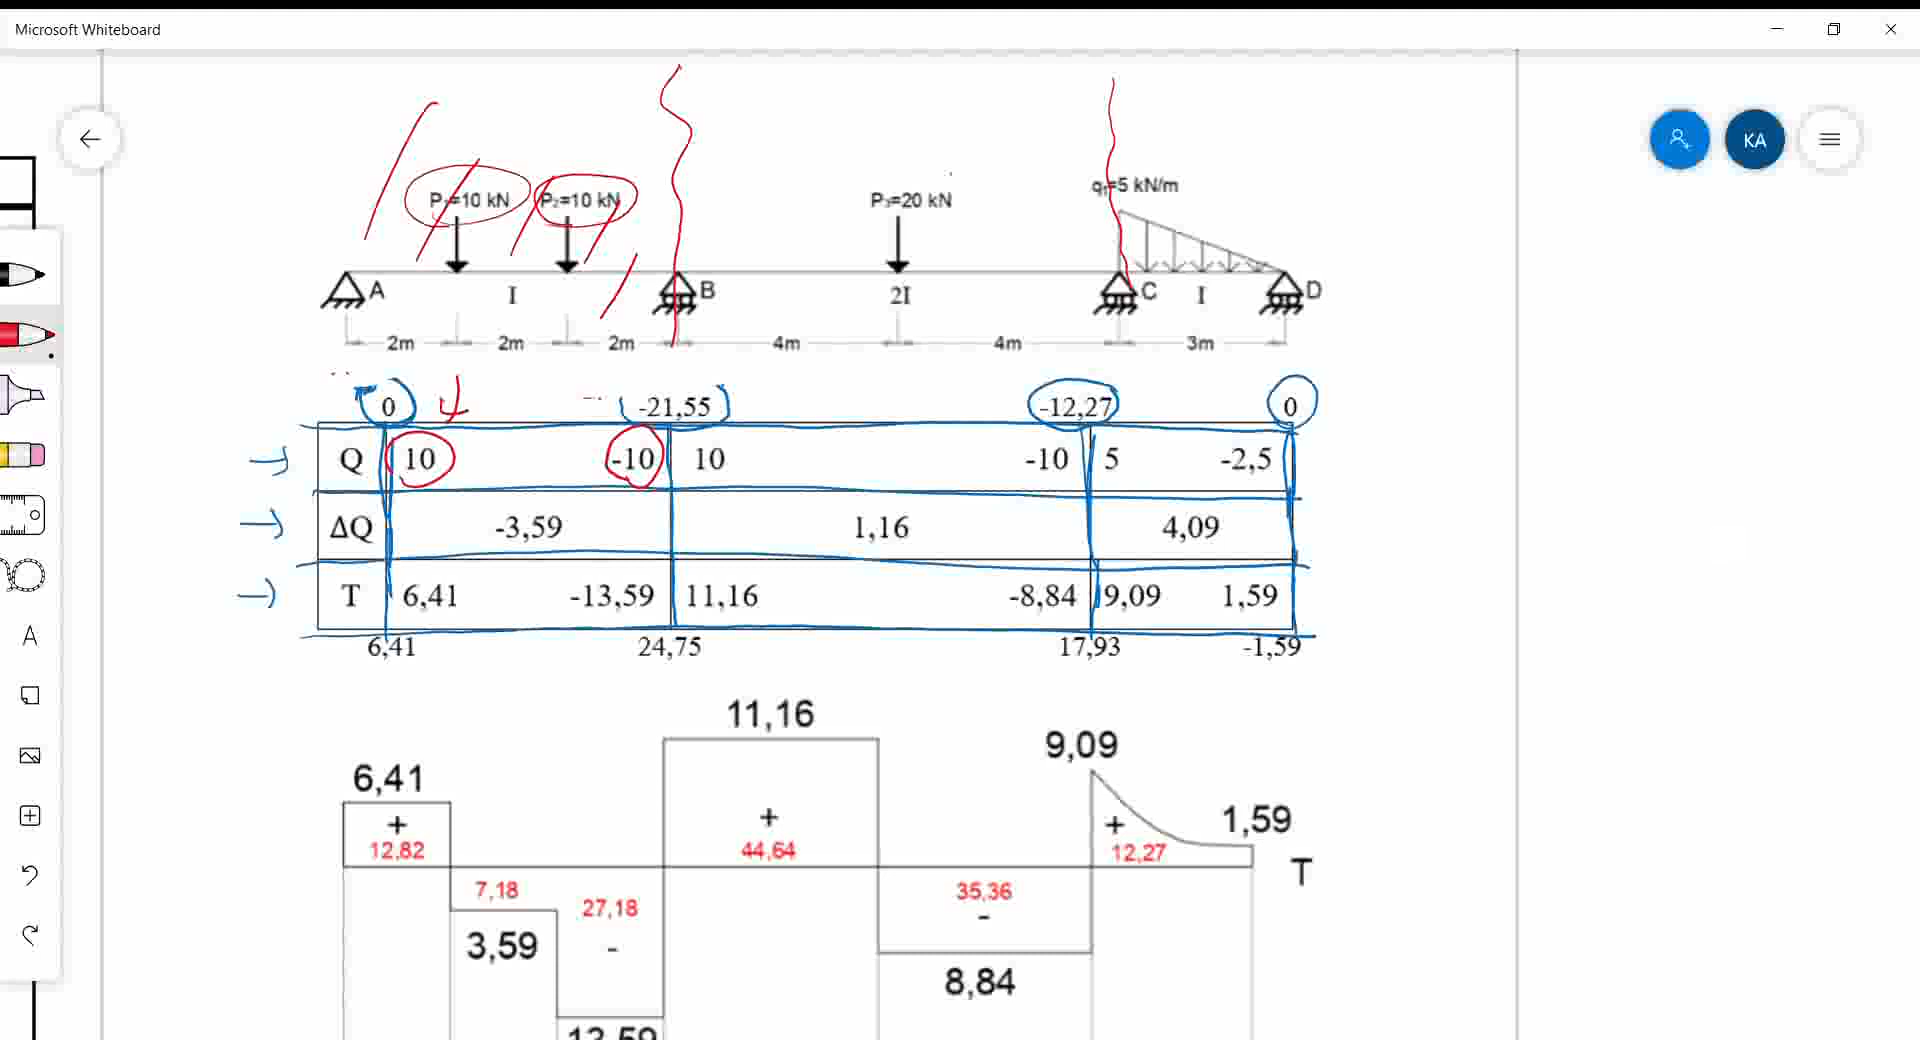 Microsoft Whiteboard
KA
q₁=5 kN/m
P₁=10 kN P₂=10 kN P₃=20 kN
A I B 2I C I D
2m 2m 2m 4m 4m 3m
0 -21,55 -12,27 0
Q 10 -10 10 -10 5 -2,5
ΔQ -3,59 1,16 4,09
T 6,41 -13,59 11,16 -8,84 9,09 1,59
6,41 24,75 17,93 -1,59
11,16
9,09
6,41
+ + + 1,59
12,82 44,64 12,27
T
7,18 27,18 35,36
-
3,59 -
8,84
13,59
A